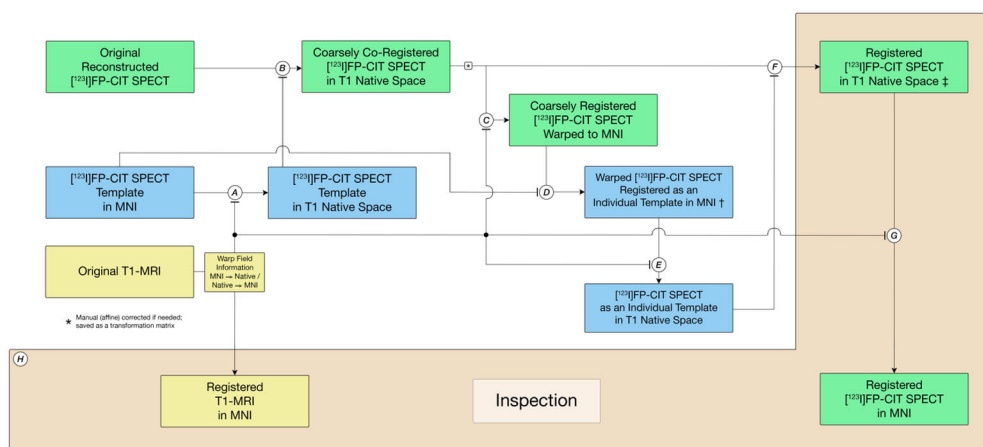 Original
Reconstructed
[¹²³I]FP-CIT SPECT
B
Coarsely Co-Registered
[¹²³I]FP-CIT SPECT
in T1 Native Space
*
F
Registered
[¹²³I]FP-CIT SPECT
in T1 Native Space ‡
C
Coarsely Registered
[¹²³I]FP-CIT SPECT
Warped to MNI
[¹²³I]FP-CIT SPECT
Template
in MNI
A
[¹²³I]FP-CIT SPECT
Template
in T1 Native Space
D
Warped [¹²³I]FP-CIT SPECT
Registered as an
Individual Template in MNI †
G
Original T1-MRI
Warp Field
Information
MNI → Native /
Native → MNI
E
[¹²³I]FP-CIT SPECT
as an Individual Template
in T1 Native Space
* Manual (affine) corrected if needed;
saved as a transformation matrix
H
Registered
T1-MRI
in MNI
Inspection
Registered
[¹²³I]FP-CIT SPECT
in MNI